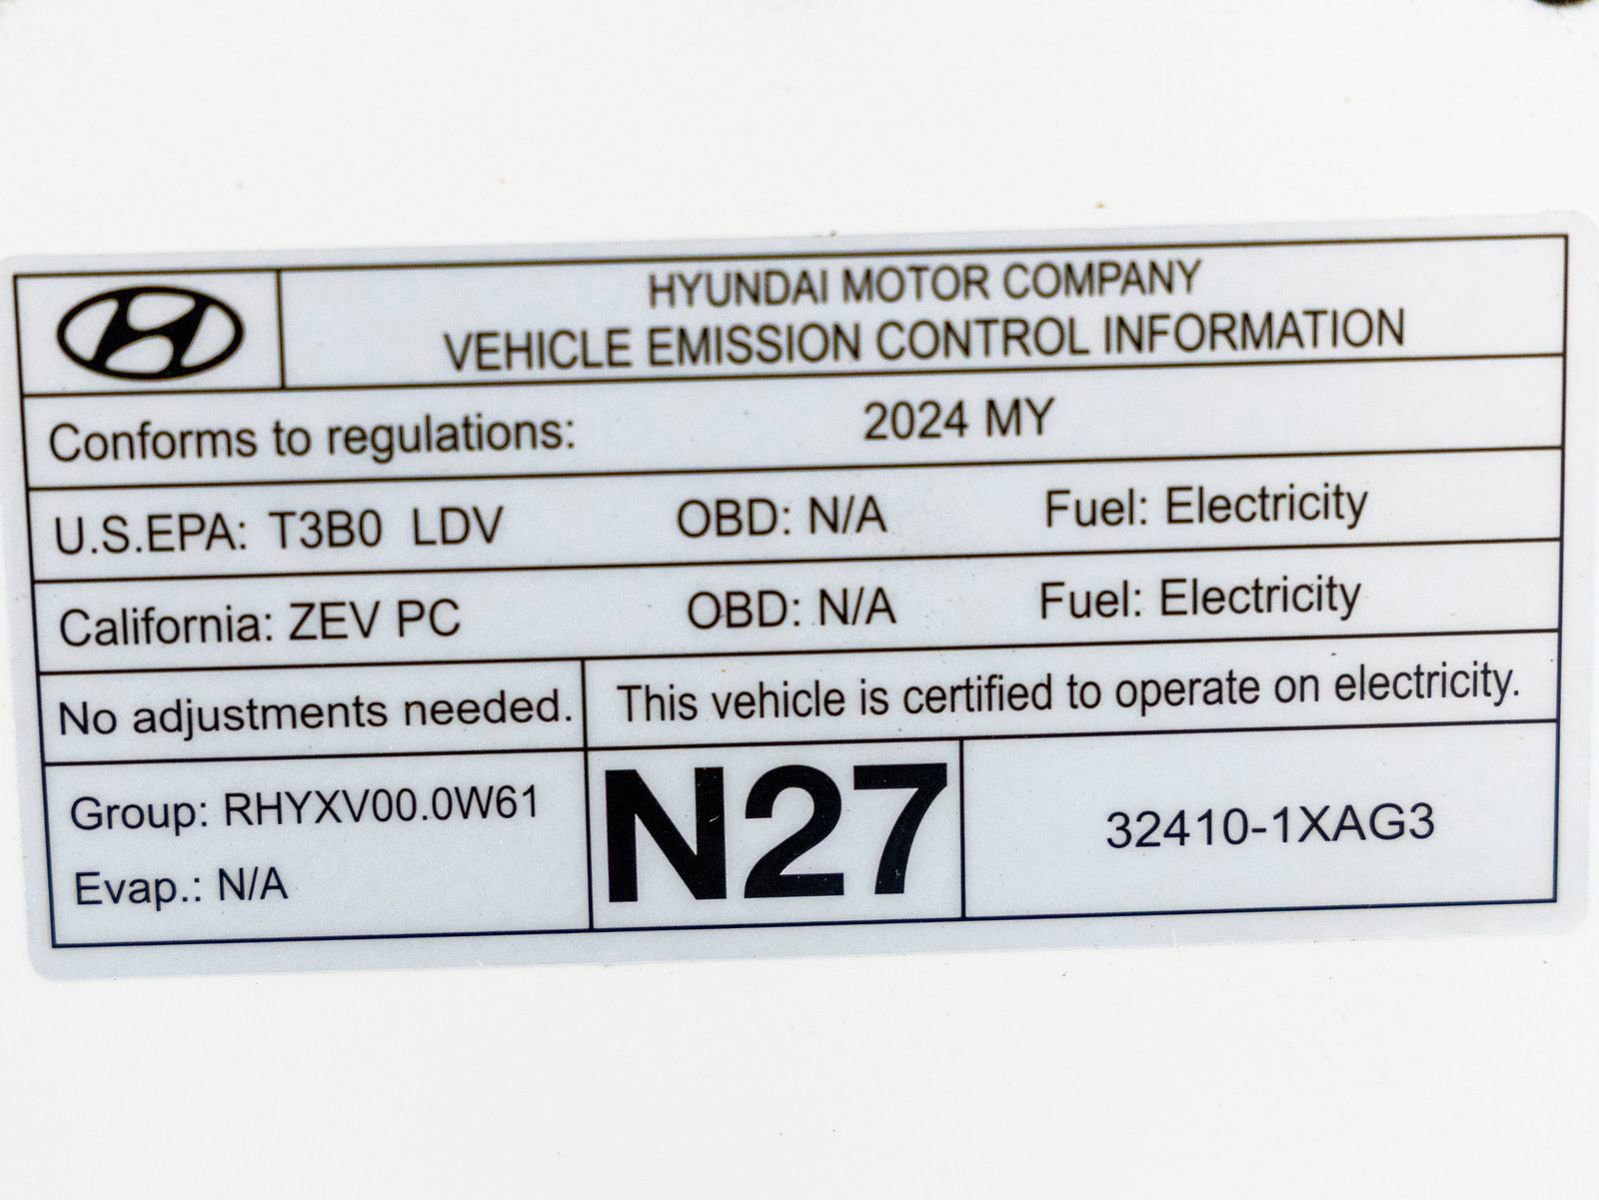 HYUNDAI MOTOR COMPANY
VEHICLE EMISSION CONTROL INFORMATION
Conforms to regulations: 2024 MY
U.S.EPA: T3B0 LDV OBD: N/A Fuel: Electricity
California: ZEV PC OBD: N/A Fuel: Electricity
No adjustments needed. This vehicle is certified to operate on electricity.
Group: RHYXV00.0W61
Evap.: N/A
N27
32410-1XAG3